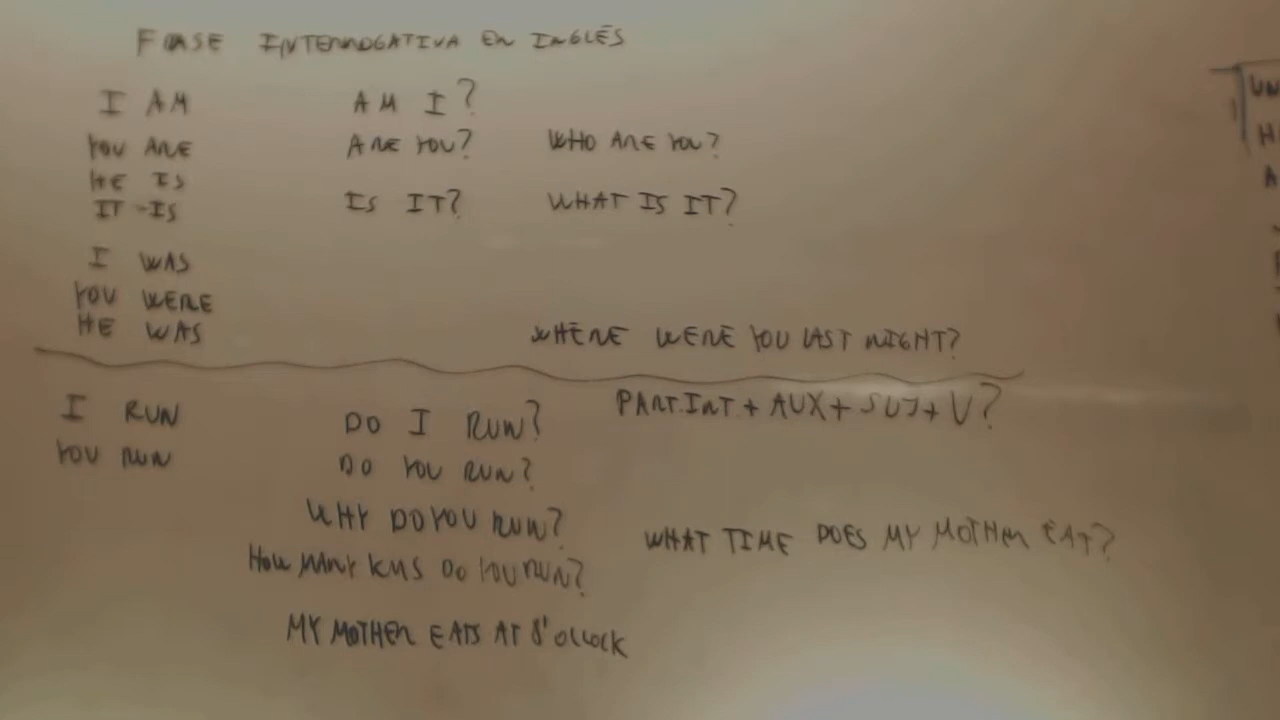 FRASE INTERROGATIVA EN INGLÉS
I AM AM I?
YOU ARE ARE YOU? WHO ARE YOU?
HE IS
IT IS IS IT? WHAT IS IT?
I WAS
YOU WERE
HE WAS WHERE WERE YOU LAST NIGHT?
I RUN DO I RUN? PART.INT + AUX + SUJ + V?
YOU RUN DO YOU RUN?
WHY DO YOU RUN?
WHAT TIME DOES MY MOTHER EAT?
HOW MANY KMS DO YOU RUN?
MY MOTHER EATS AT 8' OCLOCK
UN
H
A